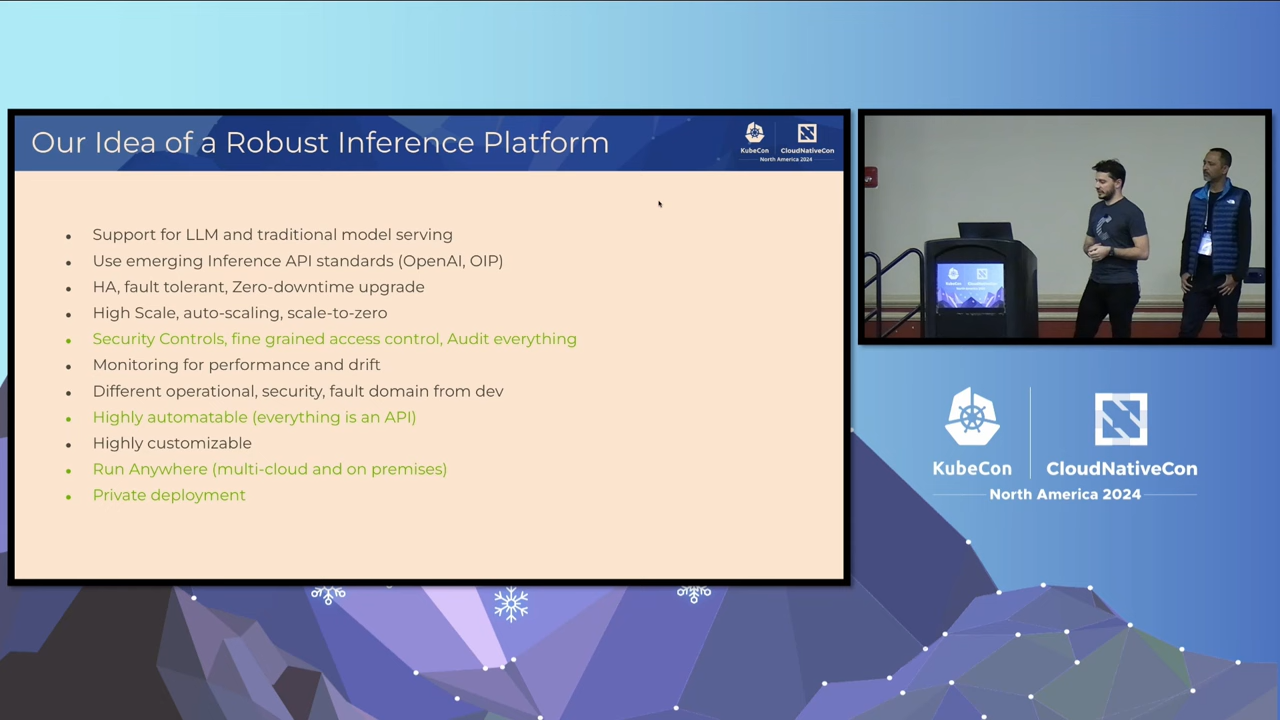 Our Idea of a Robust Inference Platform
KubeCon
CloudNativeCon
North America 2024
Support for LLM and traditional model serving
Use emerging Inference API standards (OpenAI, OIP)
HA, fault tolerant, Zero-downtime upgrade
High Scale, auto-scaling, scale-to-zero
Security Controls, fine grained access control, Audit everything
Monitoring for performance and drift
Different operational, security, fault domain from dev
Highly automatable (everything is an API)
Highly customizable
Run Anywhere (multi-cloud and on premises)
Private deployment
KubeCon
CloudNativeCon
North America 2024